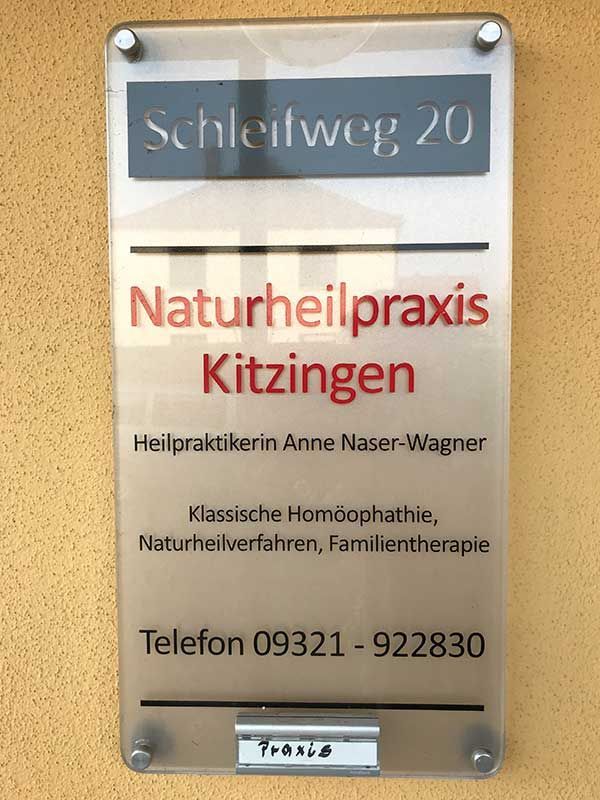 Schleifweg 20
Naturheilpraxis
Kitzingen
Heilpraktikerin Anne Naser-Wagner
Klassische Homöophathie,
Naturheilverfahren, Familientherapie
Telefon 09321 - 922830
Praxis